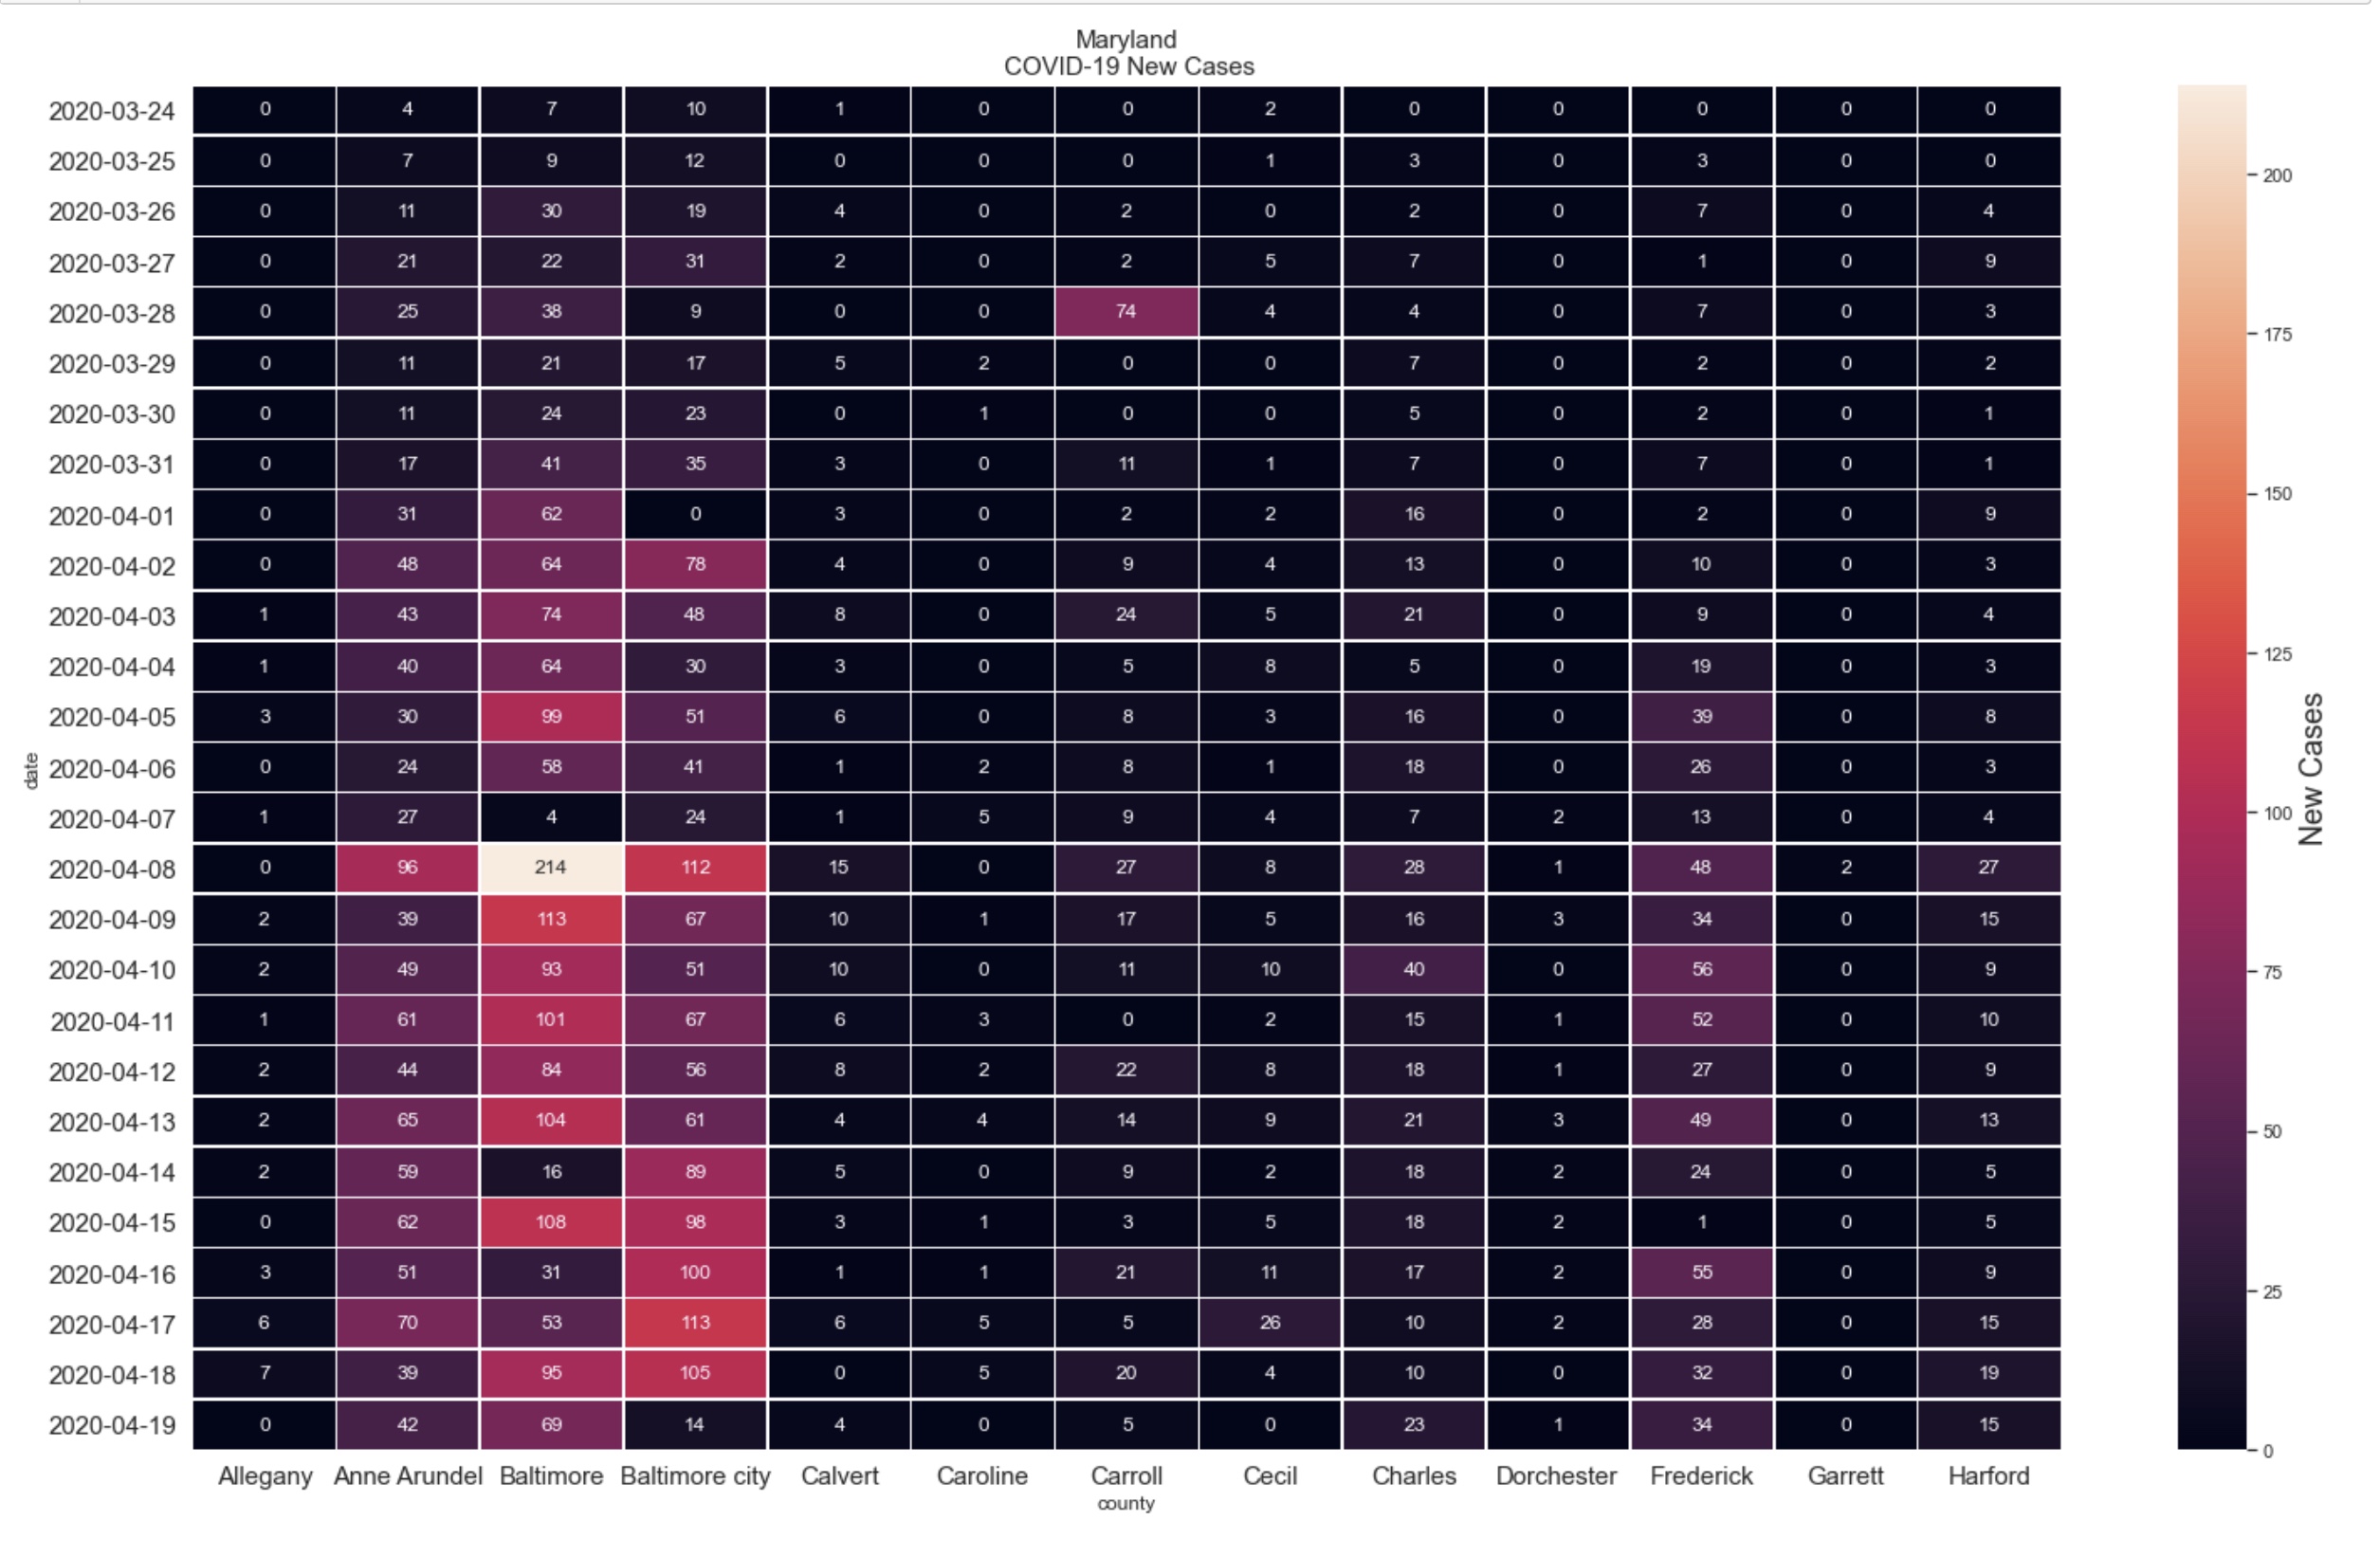 Maryland
COVID-19 New Cases
2020-03-24 0 4 7 10 1 0 0 2 0 0 0 0 0
2020-03-25 0 7 9 12 0 0 0 1 3 0 3 0 0
2020-03-26 0 11 30 19 4 0 2 0 2 0 7 0 4
2020-03-27 0 21 22 31 2 0 2 5 7 0 1 0 9
2020-03-28 0 25 38 9 0 0 74 4 4 0 7 0 3
2020-03-29 0 11 21 17 5 2 0 0 7 0 2 0 2
2020-03-30 0 11 24 23 0 1 0 0 5 0 2 0 1
2020-03-31 0 17 41 35 3 0 11 1 7 0 7 0 1
2020-04-01 0 31 62 0 3 0 2 2 16 0 2 0 9
2020-04-02 0 48 64 78 4 0 9 4 13 0 10 0 3
2020-04-03 1 43 74 48 8 0 24 5 21 0 9 0 4
2020-04-04 1 40 64 30 3 0 5 8 5 0 19 0 3
2020-04-05 3 30 99 51 6 0 8 3 16 0 39 0 8
2020-04-06 0 24 58 41 1 2 8 1 18 0 26 0 3
2020-04-07 1 27 4 24 1 5 9 4 7 2 13 0 4
2020-04-08 0 96 214 112 15 0 27 8 28 1 48 2 27
2020-04-09 2 39 113 67 10 1 17 5 16 3 34 0 15
2020-04-10 2 49 93 51 10 0 11 10 40 0 56 0 9
2020-04-11 1 61 101 67 6 3 0 2 15 1 52 0 10
2020-04-12 2 44 84 56 8 2 22 8 18 1 27 0 9
2020-04-13 2 65 104 61 4 4 14 9 21 3 49 0 13
2020-04-14 2 59 16 89 5 0 9 2 18 2 24 0 5
2020-04-15 0 62 108 98 3 1 3 5 18 2 1 0 5
2020-04-16 3 51 31 100 1 1 21 11 17 2 55 0 9
2020-04-17 6 70 53 113 6 5 5 26 10 2 28 0 15
2020-04-18 7 39 95 105 0 5 20 4 10 0 32 0 19
2020-04-19 0 42 69 14 4 0 5 0 23 1 34 0 15
Allegany Anne Arundel Baltimore Baltimore city Calvert Caroline Carroll Cecil Charles Dorchester Frederick Garrett Harford
county
date
200
175
150
125
100
75
50
25
0
New Cases